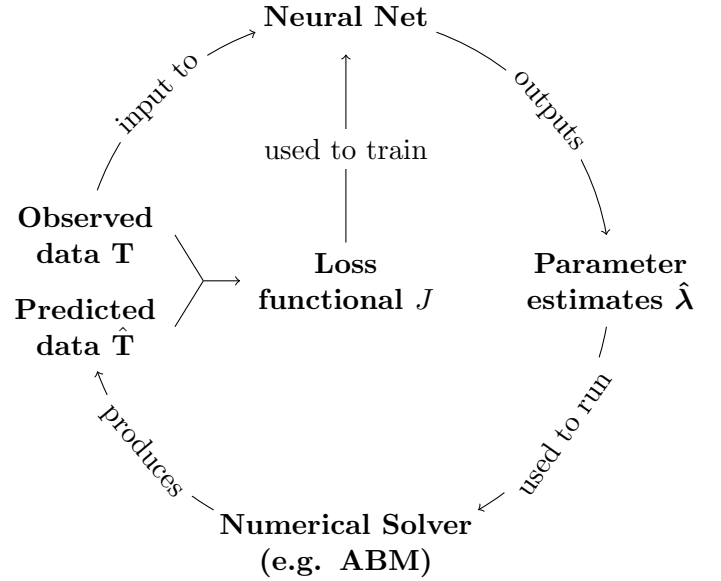 Neural Net
input to
outputs
used to train
Observed
data T
Loss
functional J
Parameter
estimates λ̂
Predicted
data T̂
produces
used to run
Numerical Solver
(e.g. ABM)